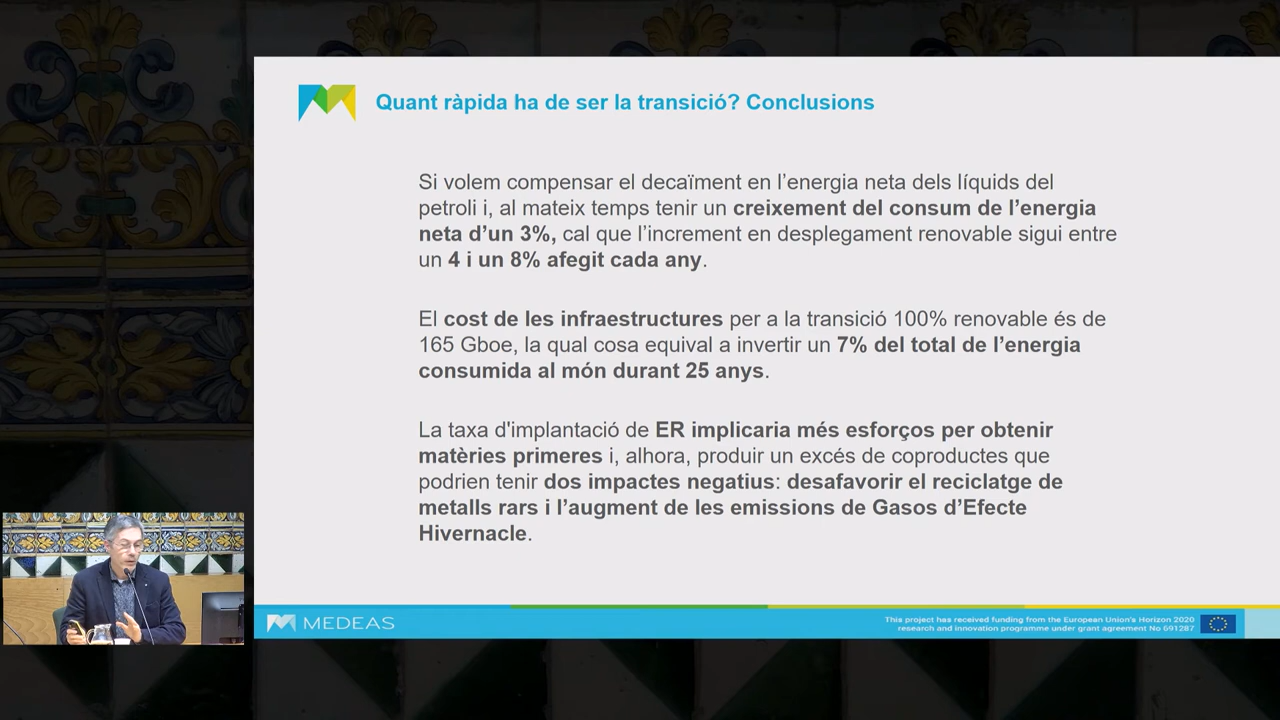 Quant ràpida ha de ser la transició? Conclusions
Si volem compensar el decaïment en l’energia neta dels líquids del
petroli i, al mateix temps tenir un creixement del consum de l’energia
neta d’un 3%, cal que l’increment en desplegament renovable sigui entre
un 4 i un 8% afegit cada any.
El cost de les infraestructures per a la transició 100% renovable és de
165 Gboe, la qual cosa equival a invertir un 7% del total de l’energia
consumida al món durant 25 anys.
La taxa d'implantació de ER implicaria més esforços per obtenir
matèries primeres i, alhora, produir un excés de coproductes que
podrien tenir dos impactes negatius: desafavorir el reciclatge de
metalls rars i l’augment de les emissions de Gasos d’Efecte
Hivernacle.
MEDEAS
This project has received funding from the European Union's Horizon 2020
research and innovation programme under grant agreement No 691287